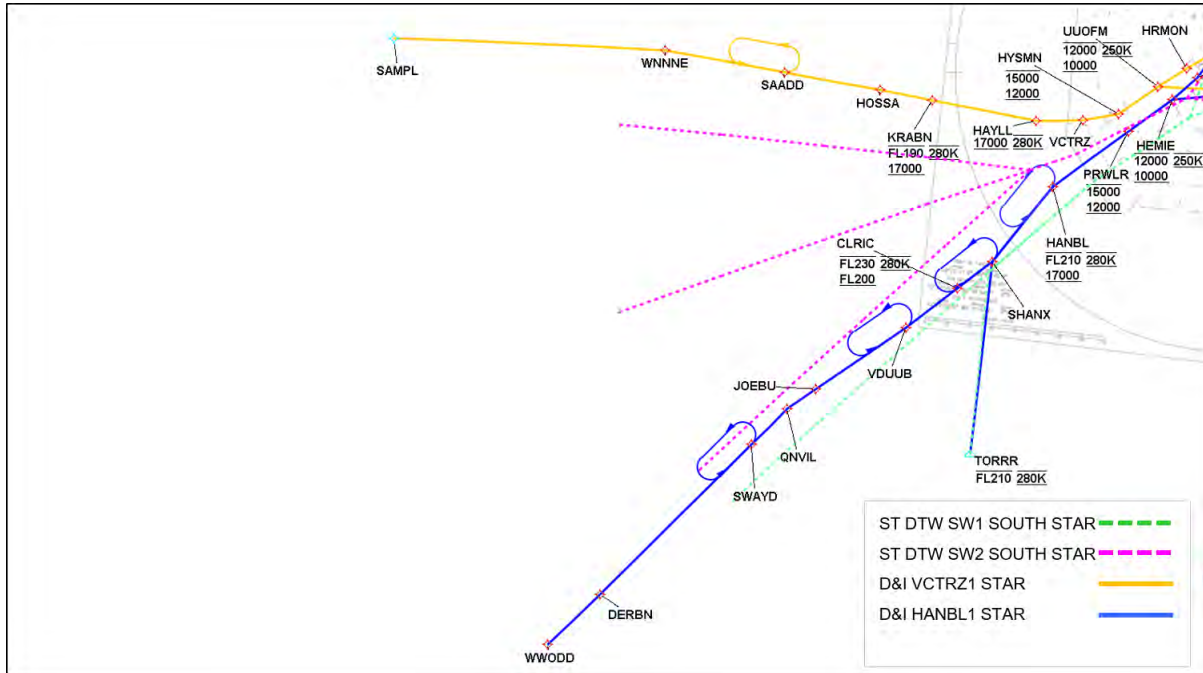 UUOFM
12000 250K
10000
HRMON
HYSMN
15000
12000
SAMPL
WNNNE
SAADD
HOSSA
KRABN
FL190 280K
17000
HAYLL
17000 280K
VCTRZ
HEMIE
12000 250K
10000
PRWLR
15000
12000
CLRIC
FL230 280K
FL200
HANBL
FL210 280K
17000
SHANX
VDUUB
JOEBU
QNVIL
SWAYD
TORRR
FL210 280K
DERBN
WWODD
ST DTW SW1 SOUTH STAR
ST DTW SW2 SOUTH STAR
D&I VCTRZ1 STAR
D&I HANBL1 STAR